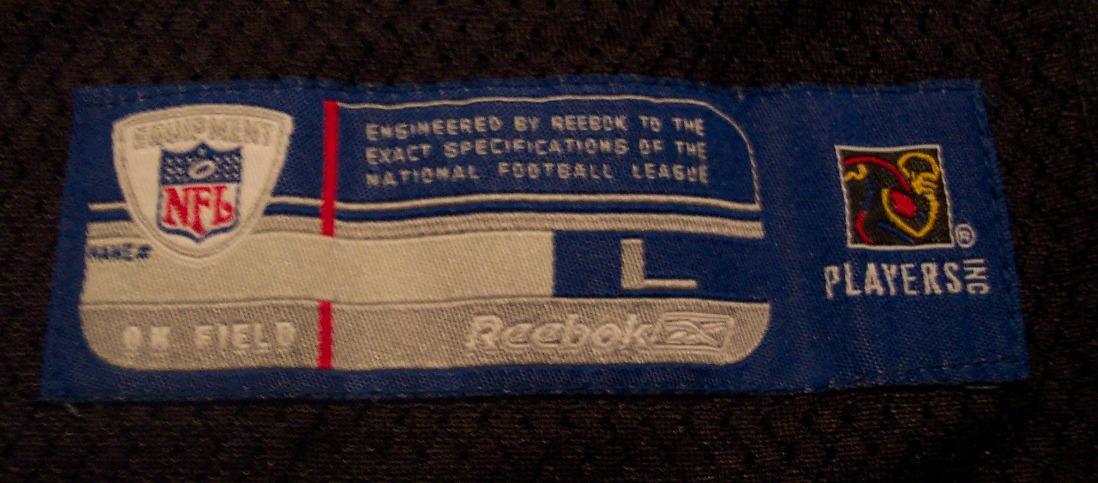 EQUIPMENT
NFL
ENGINEERED BY REEBOK TO THE
EXACT SPECIFICATIONS OF THE
NATIONAL FOOTBALL LEAGUE
NAME#
L
ON FIELD
Reebok
PLAYERS INC
®